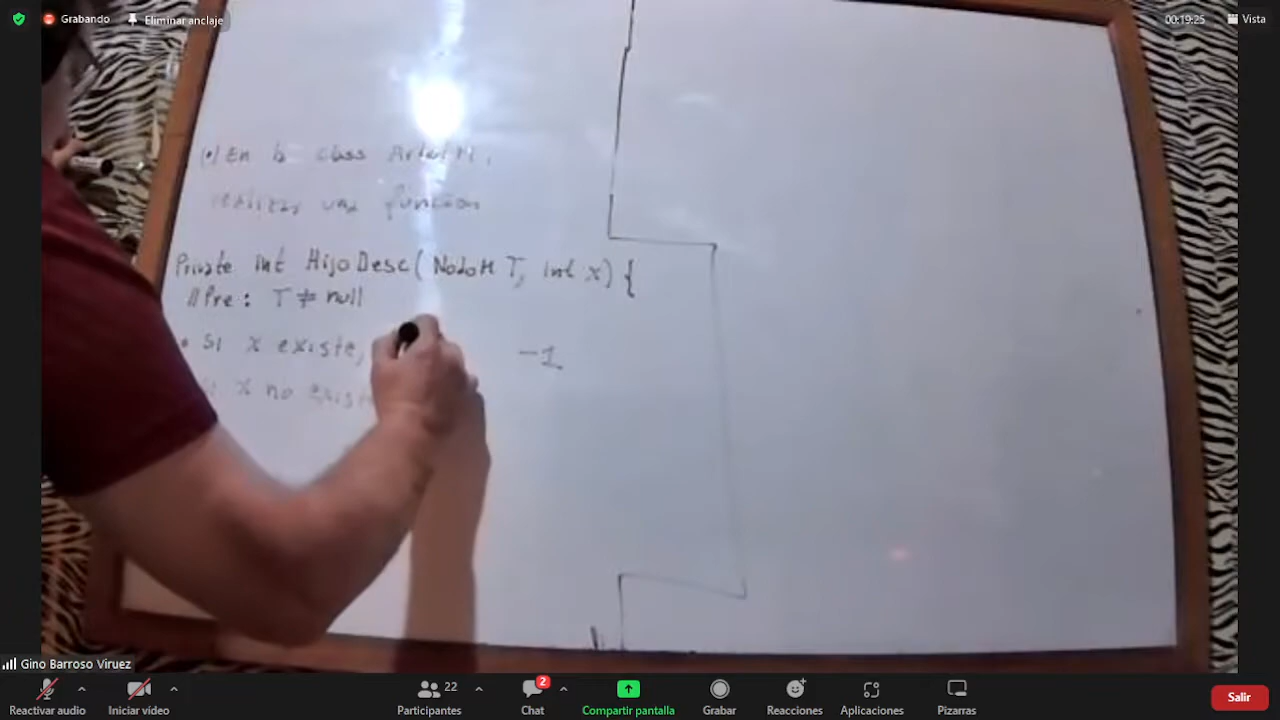 Grabando
Eliminar anclaje
00:19:25
Vista
(•) En la class ArbolM,
realizar una función
Private int HijoDesc( NodoM T, int x) {
//Pre: T ≠ null
• Si x existe,
-1
x no exist
Gino Barroso Viruez
Reactivar audio
Iniciar video
22
Participantes
2
Chat
Compartir pantalla
Grabar
Reacciones
Aplicaciones
Pizarras
Salir